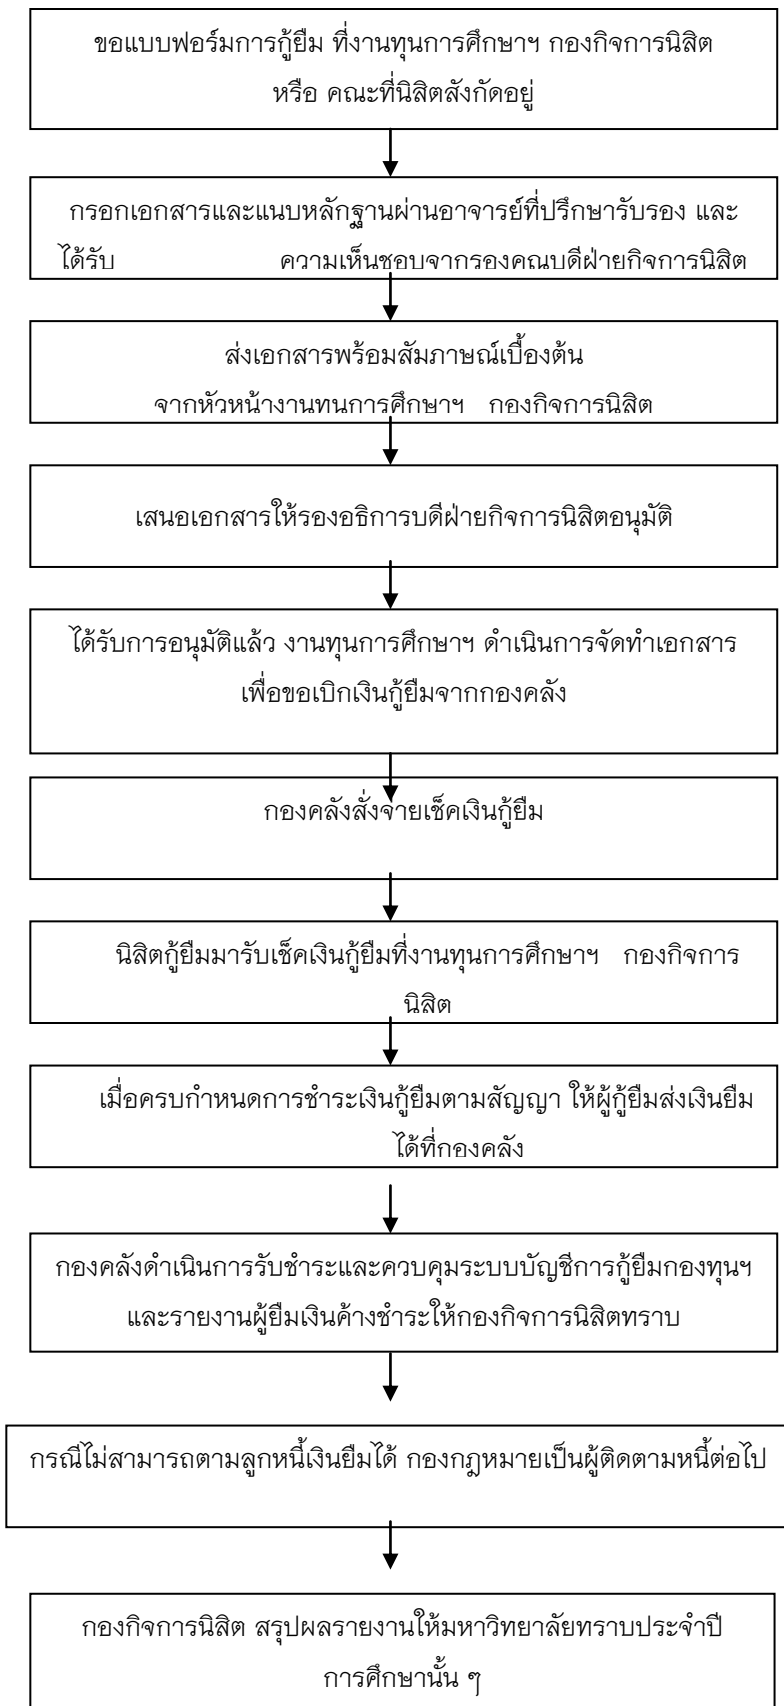 ขอแบบฟอร์มการกู้ยืม ที่งานทุนการศึกษาฯ กองกิจการนิสิต
หรือ คณะที่นิสิตสังกัดอยู่
กรอกเอกสารและแนบหลักฐานผ่านอาจารย์ที่ปรึกษารับรอง และ
ได้รับ ความเห็นชอบจากรองคณบดีฝ่ายกิจการนิสิต
ส่งเอกสารพร้อมสัมภาษณ์เบื้องต้น
จากหัวหน้างานทุนการศึกษาฯ กองกิจการนิสิต
เสนอเอกสารให้รองอธิการบดีฝ่ายกิจการนิสิตอนุมัติ
ได้รับการอนุมัติแล้ว งานทุนการศึกษาฯ ดำเนินการจัดทำเอกสาร
เพื่อขอเบิกเงินกู้ยืมจากกองคลัง
กองคลังสั่งจ่ายเช็คเงินกู้ยืม
นิสิตกู้ยืมมารับเช็คเงินกู้ยืมที่งานทุนการศึกษาฯ กองกิจการ
นิสิต
เมื่อครบกำหนดการชำระเงินกู้ยืมตามสัญญา ให้ผู้กู้ยืมส่งเงินยืม
ได้ที่กองคลัง
กองคลังดำเนินการรับชำระและควบคุมระบบบัญชีการกู้ยืมกองทุนฯ
และรายงานผู้ยืมเงินค้างชำระให้กองกิจการนิสิตทราบ
กรณีไม่สามารถตามลูกหนี้เงินยืมได้ กองกฎหมายเป็นผู้ติดตามหนี้ต่อไป
กองกิจการนิสิต สรุปผลรายงานให้มหาวิทยาลัยทราบประจำปี
การศึกษานั้น ๆ